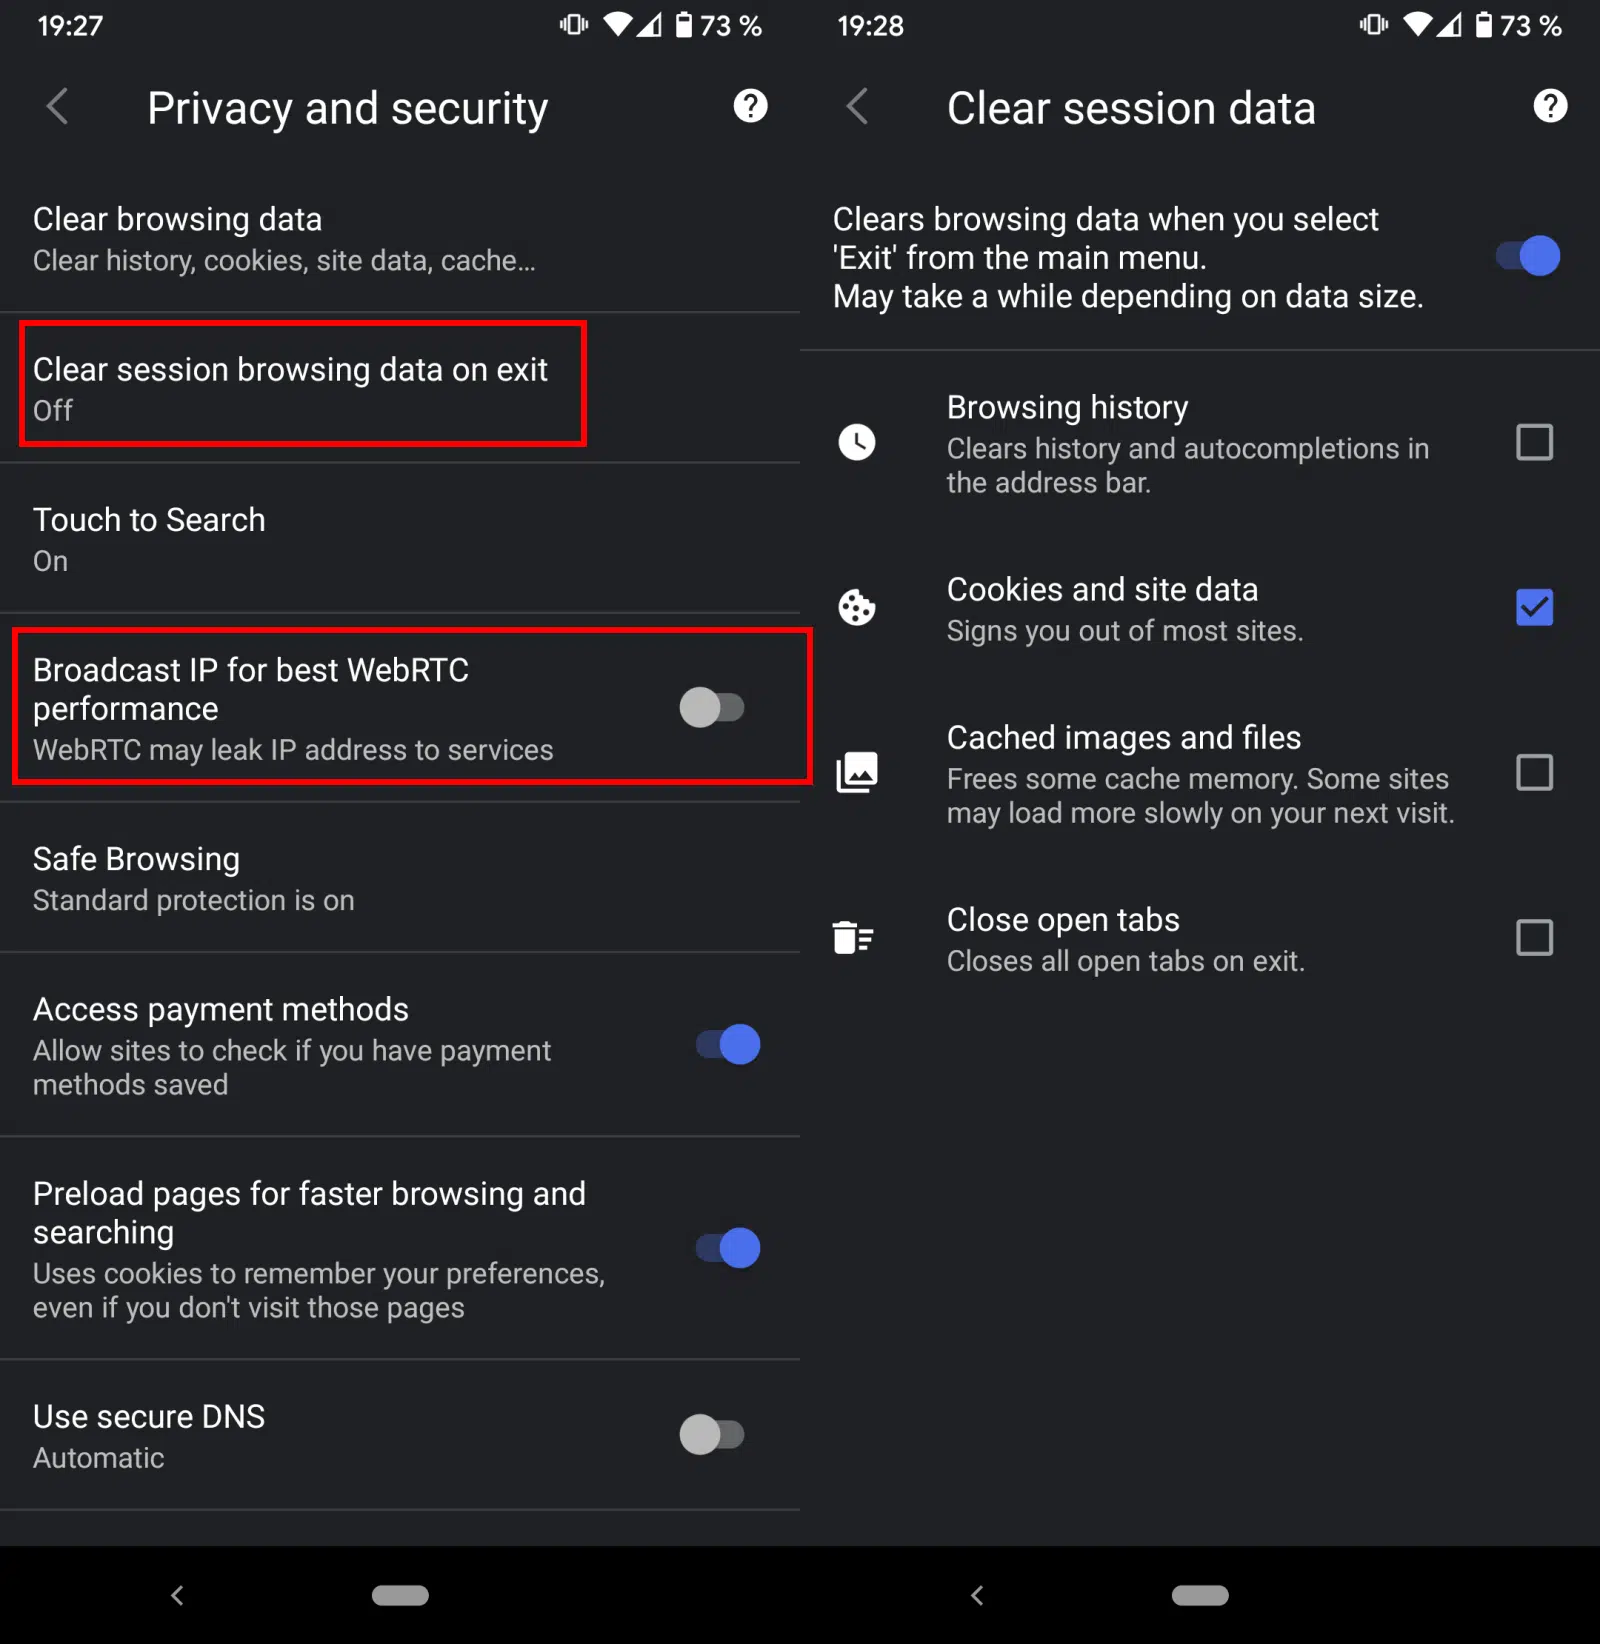 19:27
73 %
Privacy and security
?
Clear browsing data
Clear history, cookies, site data, cache…
Clear session browsing data on exit
Off
Touch to Search
On
Broadcast IP for best WebRTC
performance
WebRTC may leak IP address to services
Safe Browsing
Standard protection is on
Access payment methods
Allow sites to check if you have payment
methods saved
Preload pages for faster browsing and
searching
Uses cookies to remember your preferences,
even if you don't visit those pages
Use secure DNS
Automatic
19:28
73 %
Clear session data
?
Clears browsing data when you select
'Exit' from the main menu.
May take a while depending on data size.
Browsing history
Clears history and autocompletions in
the address bar.
Cookies and site data
Signs you out of most sites.
Cached images and files
Frees some cache memory. Some sites
may load more slowly on your next visit.
Close open tabs
Closes all open tabs on exit.